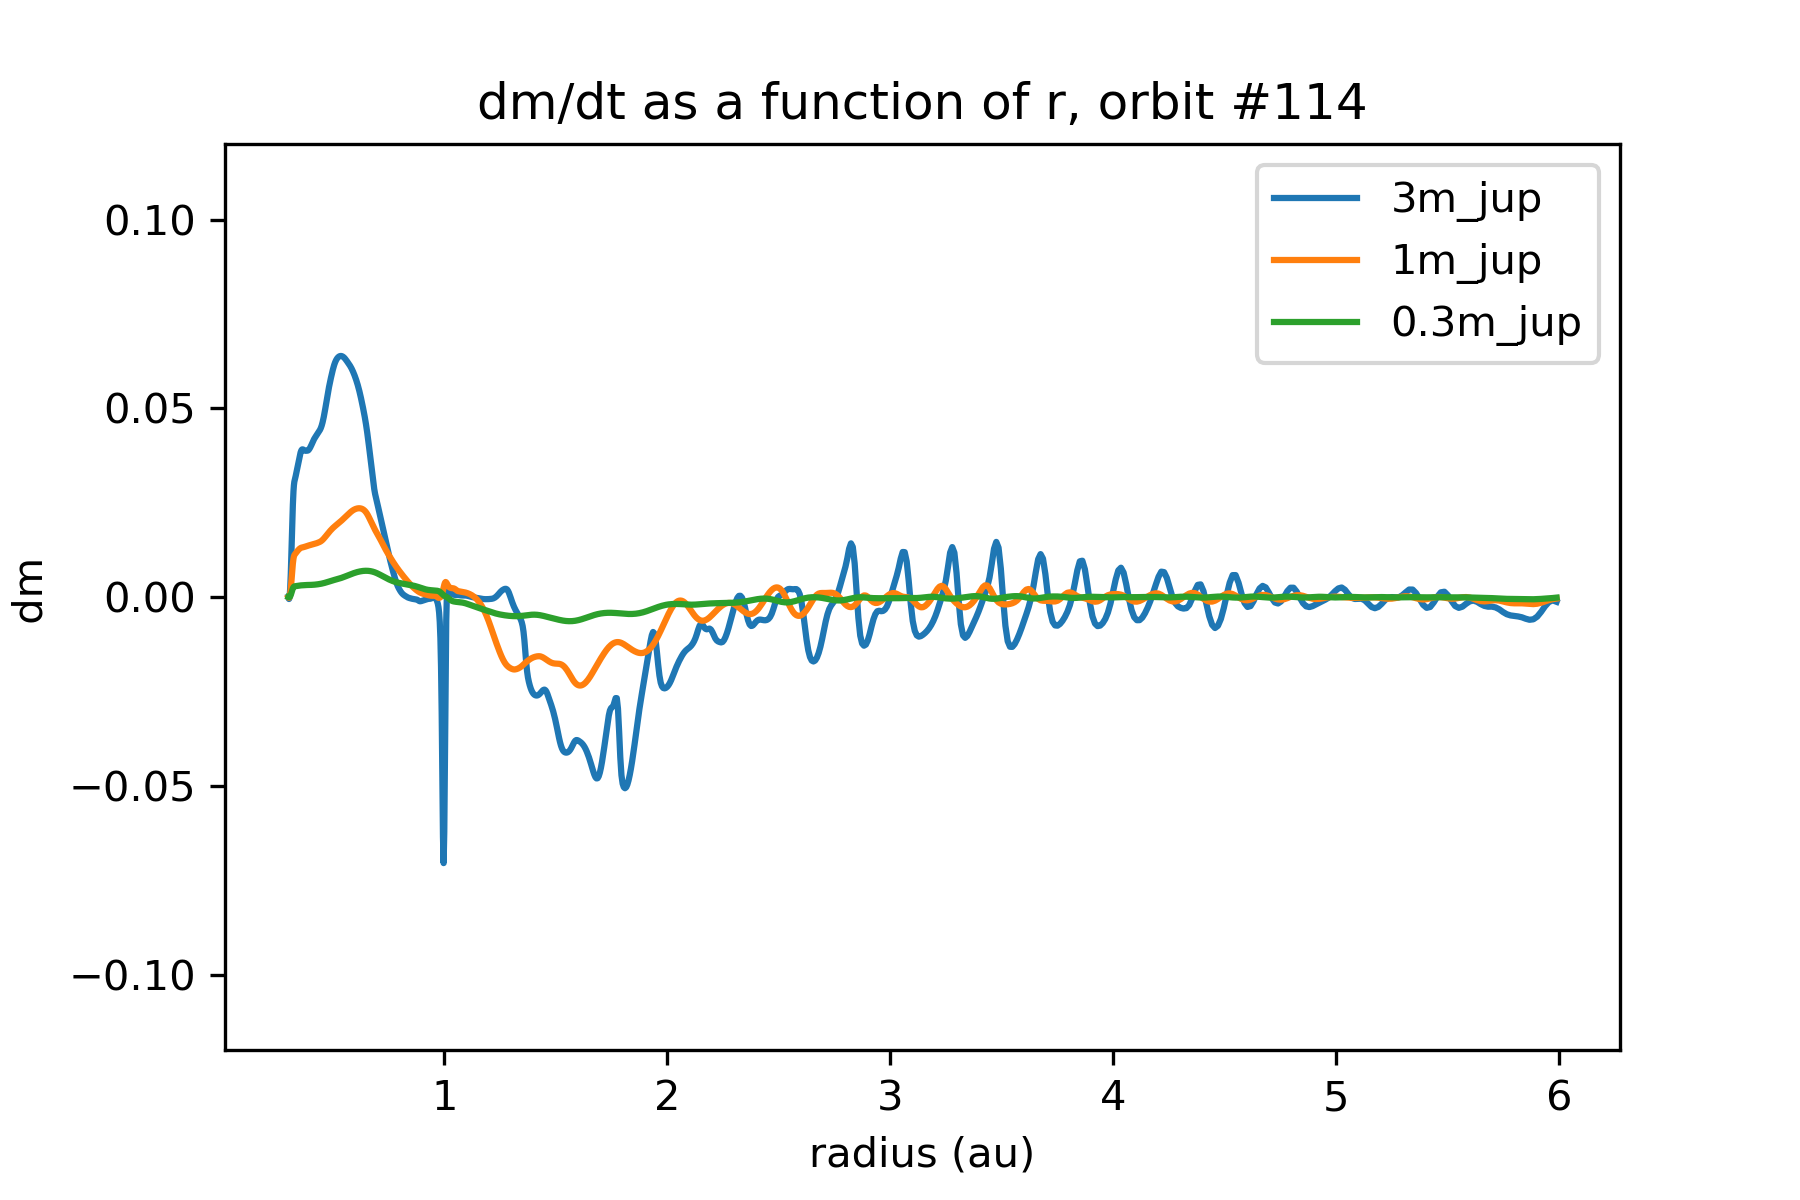 dm/dt as a function of r, orbit #114
3m_jup
1m_jup
0.3m_jup
0.10
0.05
0.00
−0.05
−0.10
dm
1 2 3 4 5 6
radius (au)